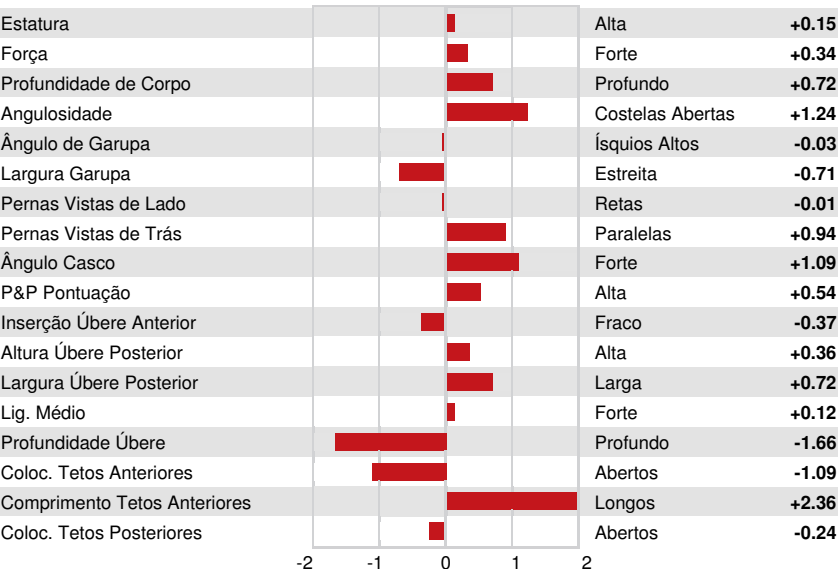 Estatura Alta +0.15
Força Forte +0.34
Profundidade de Corpo Profundo +0.72
Angulosidade Costelas Abertas +1.24
Ângulo de Garupa Ísquios Altos -0.03
Largura Garupa Estreita -0.71
Pernas Vistas de Lado Retas -0.01
Pernas Vistas de Trás Paralelas +0.94
Ângulo Casco Forte +1.09
P&P Pontuação Alta +0.54
Inserção Úbere Anterior Fraco -0.37
Altura Úbere Posterior Alta +0.36
Largura Úbere Posterior Larga +0.72
Lig. Médio Forte +0.12
Profundidade Úbere Profundo -1.66
Coloc. Tetos Anteriores Abertos -1.09
Comprimento Tetos Anteriores Longos +2.36
Coloc. Tetos Posteriores Abertos -0.24
-2 -1 0 1 2